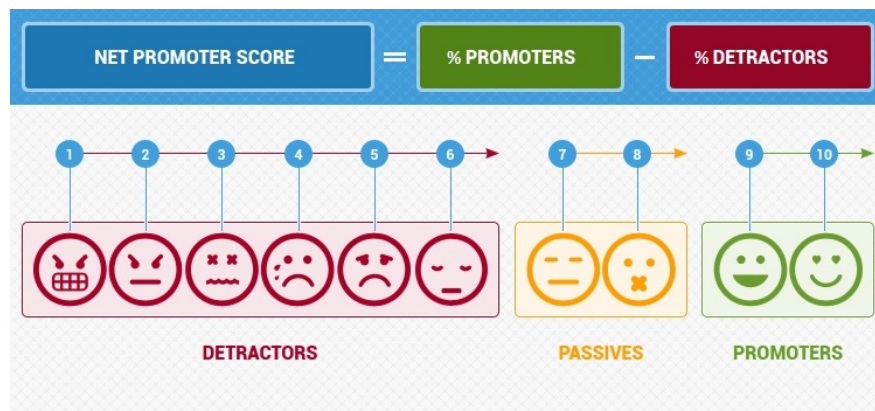 NET PROMOTER SCORE = % PROMOTERS – % DETRACTORS
1 2 3 4 5 6 7 8 9 10
DETRACTORS PASSIVES PROMOTERS